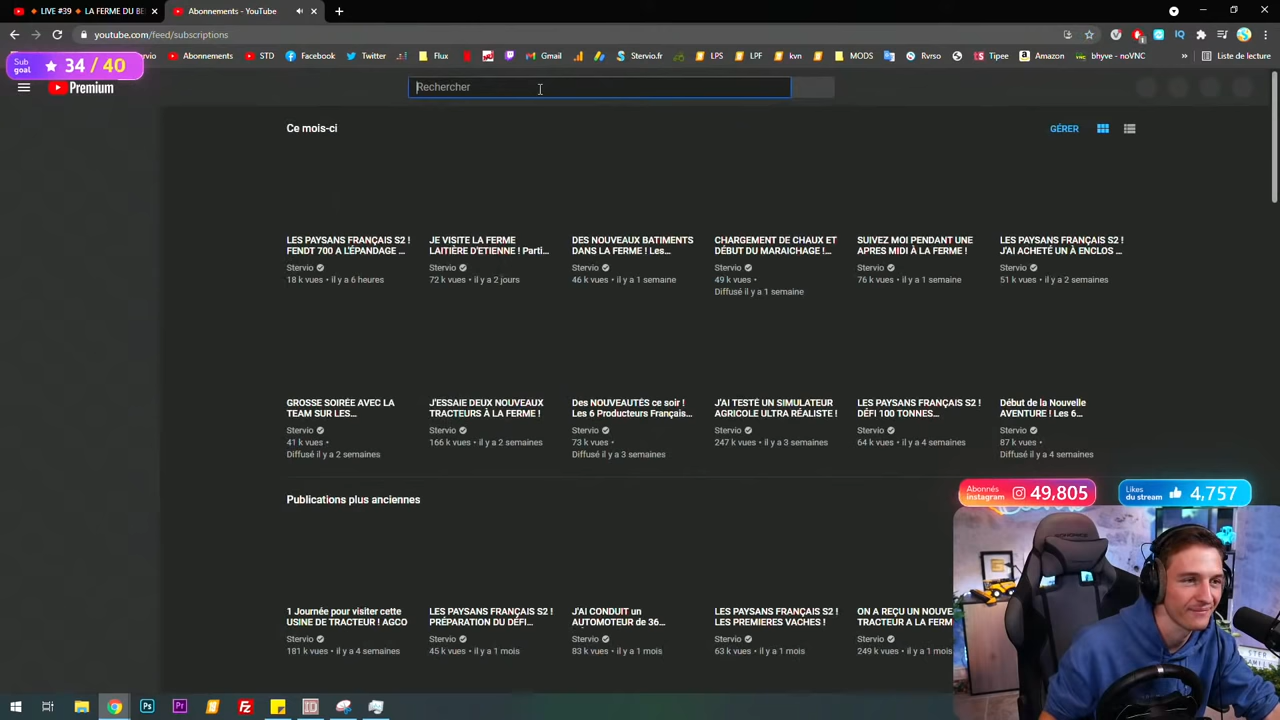 LIVE #39 LA FERME DU BE
Abonnements - YouTube
youtube.com/feed/subscriptions
Abonnements STD Facebook Twitter Flux Gmail Stervio.fr LPS LPF kvn MODS Rvrso Tipee Amazon bhyve - noVNC » Liste de lecture
Sub goal 34 / 40
Premium
Rechercher
Ce mois-ci
GÉRER
LES PAYSANS FRANÇAIS S2 ! FENDT 700 A L'ÉPANDAGE ...
Stervio
18 k vues • il y a 6 heures
JE VISITE LA FERME LAITIÈRE D'ETIENNE ! Parti...
Stervio
72 k vues • il y a 2 jours
DES NOUVEAUX BATIMENTS DANS LA FERME ! Les...
Stervio
46 k vues • il y a 1 semaine
CHARGEMENT DE CHAUX ET DÉBUT DU MARAICHAGE !...
Stervio
49 k vues •
Diffusé il y a 1 semaine
SUIVEZ MOI PENDANT UNE APRES MIDI À LA FERME !
Stervio
76 k vues • il y a 1 semaine
LES PAYSANS FRANÇAIS S2 ! J'AI ACHETÉ UN A ENCLOS ...
Stervio
51 k vues • il y a 2 semaines
GROSSE SOIRÉE AVEC LA TEAM SUR LES...
Stervio
41 k vues •
Diffusé il y a 2 semaines
J'ESSAIE DEUX NOUVEAUX TRACTEURS À LA FERME !
Stervio
166 k vues • il y a 2 semaines
Des NOUVEAUTÉS ce soir ! Les 6 Producteurs Français...
Stervio
73 k vues •
Diffusé il y a 3 semaines
J'AI TESTÉ UN SIMULATEUR AGRICOLE ULTRA RÉALISTE !
Stervio
247 k vues • il y a 3 semaines
LES PAYSANS FRANÇAIS S2 ! DÉFI 100 TONNES...
Stervio
64 k vues • il y a 4 semaines
Début de la Nouvelle AVENTURE ! Les 6...
Stervio
87 k vues •
Diffusé il y a 4 semaines
Publications plus anciennes
Abonnés instagram 49,805
Likes du stream 4,757
1 Journée pour visiter cette USINE DE TRACTEUR ! AGCO
Stervio
181 k vues • il y a 4 semaines
LES PAYSANS FRANÇAIS S2 ! PRÉPARATION DU DÉFI...
Stervio
45 k vues • il y a 1 mois
J'AI CONDUIT un AUTOMOTEUR de 36...
Stervio
83 k vues • il y a 1 mois
LES PAYSANS FRANÇAIS S2 ! LES PREMIERES VACHES !
Stervio
63 k vues • il y a 1 mois
ON A REÇU UN NOUVE TRACTEUR A LA FERM
Stervio
249 k vues • il y a 1 mois